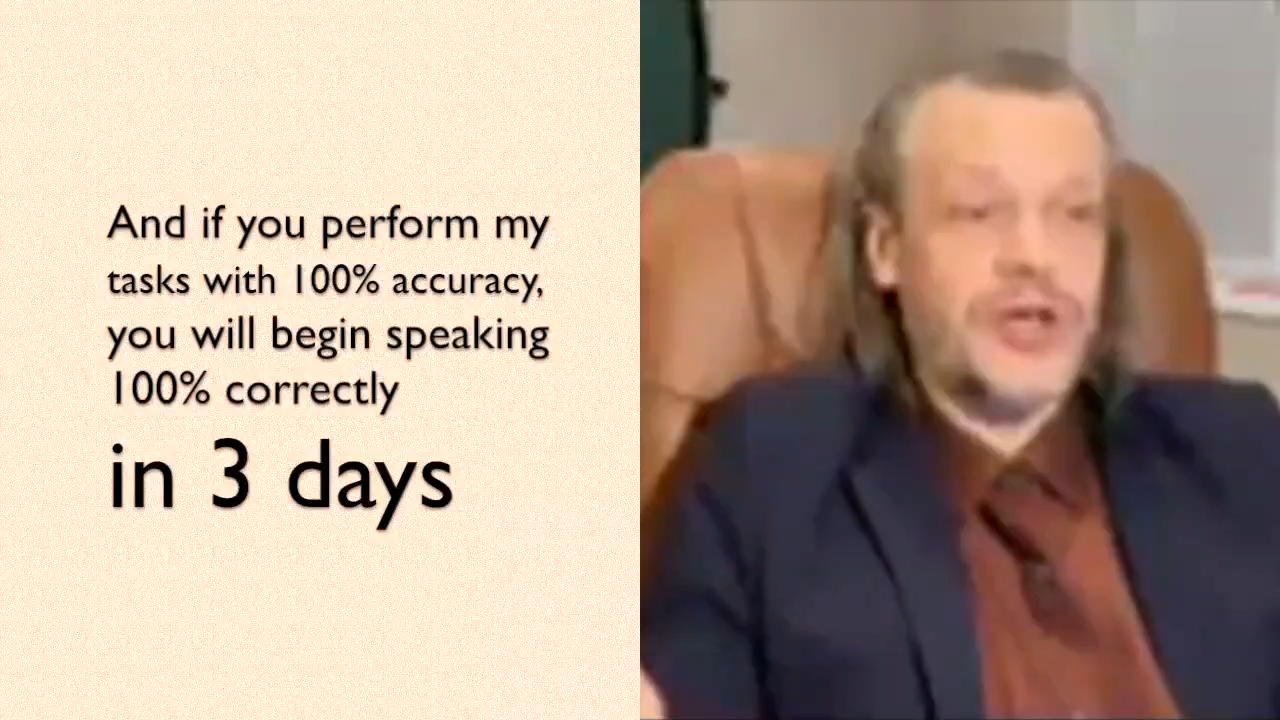 And if you perform my
tasks with 100% accuracy,
you will begin speaking
100% correctly
in 3 days